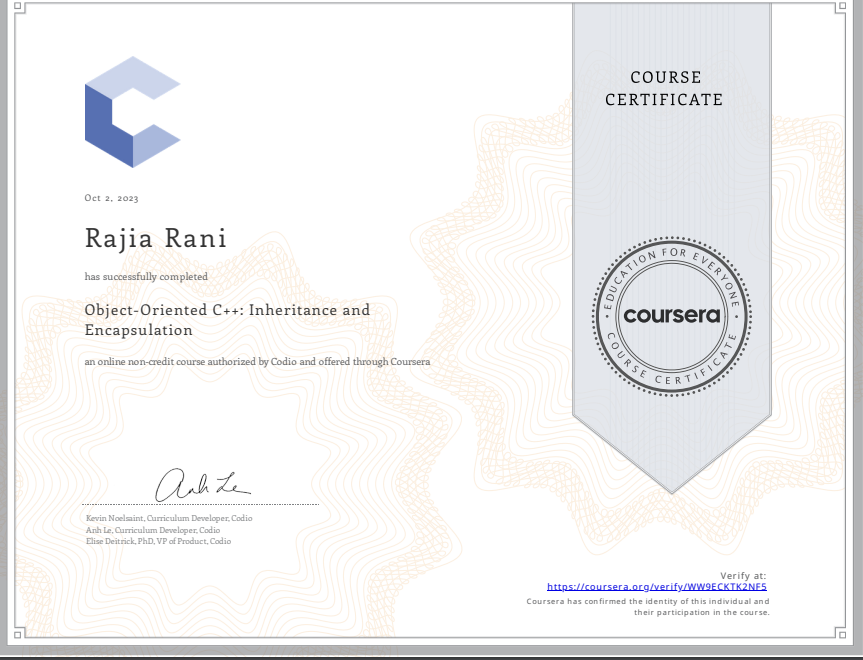 COURSE
CERTIFICATE
Oct 2, 2023
Rajia Rani
has successfully completed
Object-Oriented C++: Inheritance and
Encapsulation
an online non-credit course authorized by Codio and offered through Coursera
EDUCATION FOR EVERYONE
coursera
COURSE CERTIFICATE
Anh Le
Kevin Noelsaint, Curriculum Developer, Codio
Anh Le, Curriculum Developer, Codio
Elise Deitrick, PhD, VP of Product, Codio
Verify at:
https://coursera.org/verify/WW9ECKTK2NF5
Coursera has confirmed the identity of this individual and
their participation in the course.